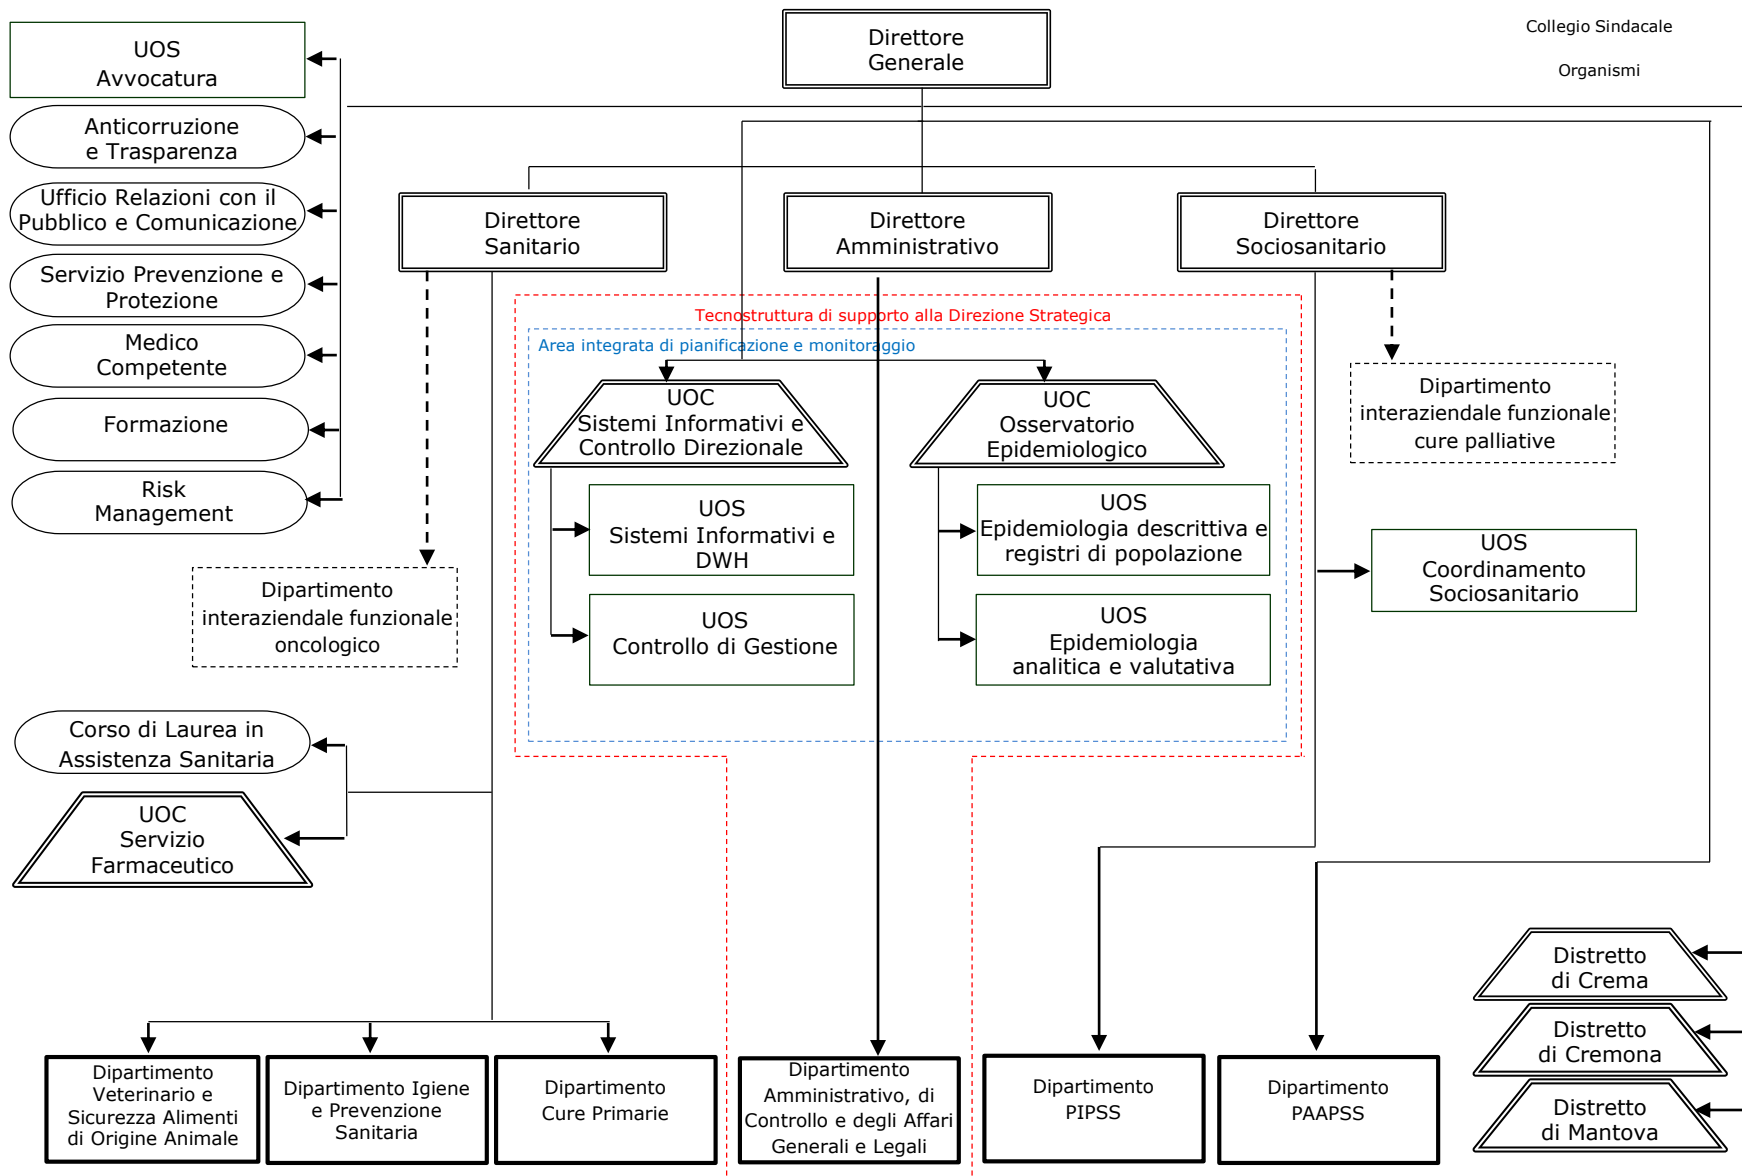 UOS
Avvocatura
Direttore
Generale
Collegio Sindacale
Organismi
Anticorruzione
e Trasparenza
Ufficio Relazioni con il
Pubblico e Comunicazione
Servizio Prevenzione e
Protezione
Medico
Competente
Formazione
Risk
Management
Direttore
Sanitario
Direttore
Amministrativo
Direttore
Sociosanitario
Tecnostruttura di supporto alla Direzione Strategica
Area integrata di pianificazione e monitoraggio
UOC
Sistemi Informativi e
Controllo Direzionale
UOC
Osservatorio
Epidemiologico
Dipartimento
interaziendale funzionale
cure palliative
UOS
Sistemi Informativi e
DWH
UOS
Epidemiologia descrittiva e
registri di popolazione
UOS
Coordinamento
Sociosanitario
Dipartimento
interaziendale funzionale
oncologico
UOS
Controllo di Gestione
UOS
Epidemiologia
analitica e valutativa
Corso di Laurea in
Assistenza Sanitaria
UOC
Servizio
Farmaceutico
Distretto
di Crema
Distretto
di Cremona
Distretto
di Mantova
Dipartimento
Veterinario e
Sicurezza Alimenti
di Origine Animale
Dipartimento Igiene
e Prevenzione
Sanitaria
Dipartimento
Cure Primarie
Dipartimento
Amministrativo, di
Controllo e degli Affari
Generali e Legali
Dipartimento
PIPSS
Dipartimento
PAAPSS